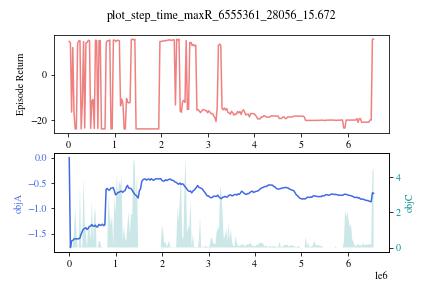 plot_step_time_maxR_6555361_28056_15.672
Episode Return
0
−20
0 1 2 3 4 5 6
objA
0.0
−0.5
−1.0
−1.5
4
2
0
objC
0 1 2 3 4 5 6
1e6